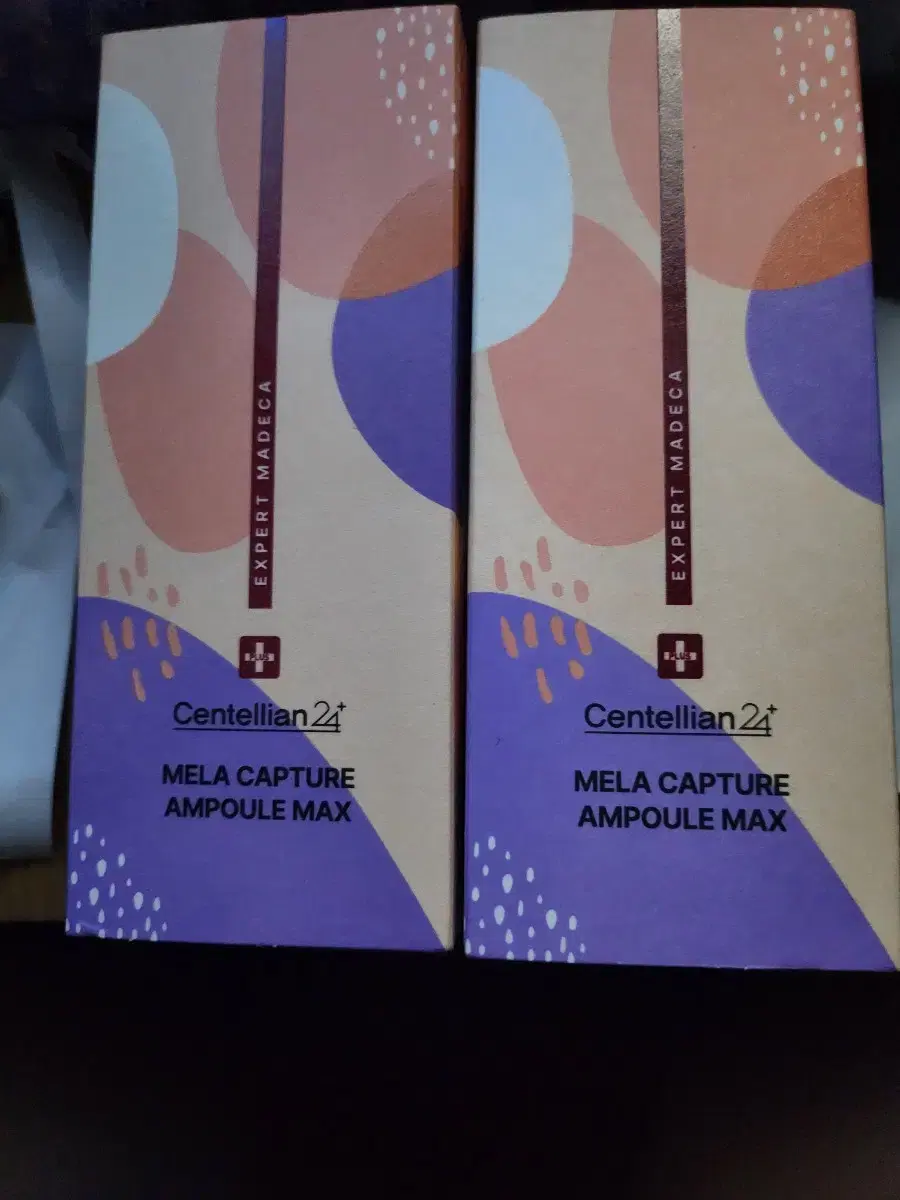 EXPERT MADECA
PLUS
Centellian24+
MELA CAPTURE
AMPOULE MAX
EXPERT MADECA
PLUS
Centellian24+
MELA CAPTURE
AMPOULE MAX